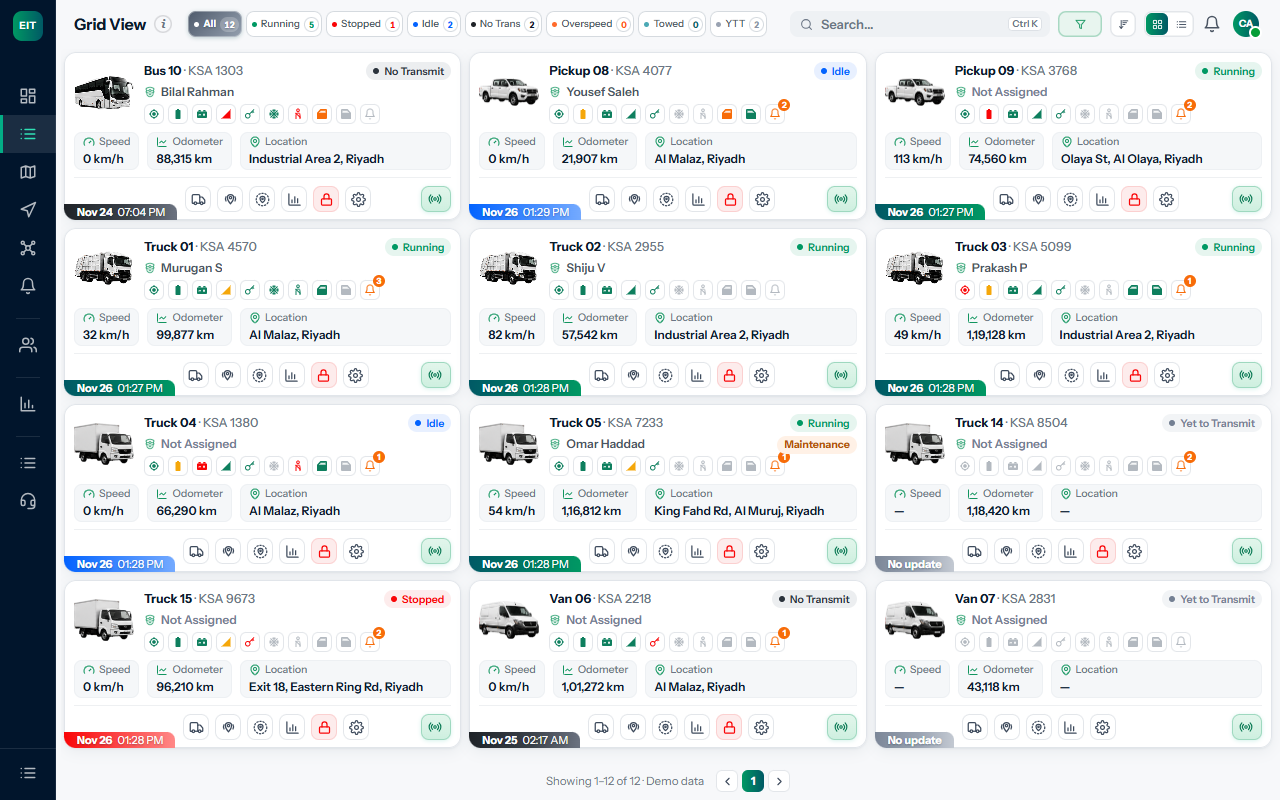 EIT
Grid View
All 12
Running 5
Stopped 1
Idle 2
No Trans 2
Overspeed 0
Towed 0
YTT 2
Search...
Ctrl K
CA
Bus 10 · KSA 1303
No Transmit
Bilal Rahman
Speed
0 km/h
Odometer
88,315 km
Location
Industrial Area 2, Riyadh
Nov 24 07:04 PM
Pickup 08 · KSA 4077
Idle
Yousef Saleh
2
Speed
0 km/h
Odometer
21,907 km
Location
Al Malaz, Riyadh
Nov 26 01:29 PM
Pickup 09 · KSA 3768
Running
Not Assigned
2
Speed
113 km/h
Odometer
74,560 km
Location
Olaya St, Al Olaya, Riyadh
Nov 26 01:27 PM
Truck 01 · KSA 4570
Running
Murugan S
3
Speed
32 km/h
Odometer
99,877 km
Location
Al Malaz, Riyadh
Nov 26 01:27 PM
Truck 02 · KSA 2955
Running
Shiju V
Speed
82 km/h
Odometer
57,542 km
Location
Industrial Area 2, Riyadh
Nov 26 01:28 PM
Truck 03 · KSA 5099
Running
Prakash P
1
Speed
49 km/h
Odometer
1,19,128 km
Location
Industrial Area 2, Riyadh
Nov 26 01:28 PM
Truck 04 · KSA 1380
Idle
Not Assigned
1
Speed
0 km/h
Odometer
66,290 km
Location
Al Malaz, Riyadh
Nov 26 01:28 PM
Truck 05 · KSA 7233
Running
Omar Haddad
Maintenance
1
Speed
54 km/h
Odometer
1,16,812 km
Location
King Fahd Rd, Al Muruj, Riyadh
Nov 26 01:28 PM
Truck 14 · KSA 8504
Yet to Transmit
Not Assigned
2
Speed
—
Odometer
1,18,420 km
Location
—
No update
Truck 15 · KSA 9673
Stopped
Not Assigned
2
Speed
0 km/h
Odometer
96,210 km
Location
Exit 18, Eastern Ring Rd, Riyadh
Nov 26 01:28 PM
Van 06 · KSA 2218
No Transmit
Not Assigned
1
Speed
0 km/h
Odometer
1,01,272 km
Location
Al Malaz, Riyadh
Nov 25 02:17 AM
Van 07 · KSA 2831
Yet to Transmit
Not Assigned
Speed
—
Odometer
43,118 km
Location
—
No update
Showing 1–12 of 12 · Demo data
1